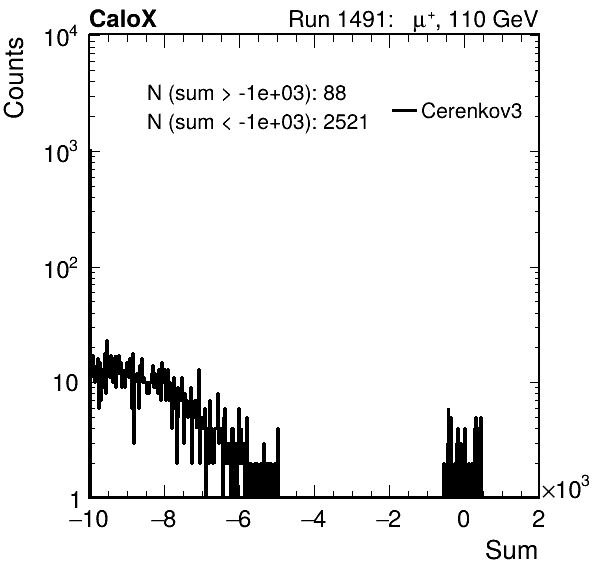 CaloX Run 1491: μ⁺, 110 GeV
Counts
N (sum > -1e+03): 88
N (sum < -1e+03): 2521
Cerenkov3
10⁴
10³
10²
10
1
−10 −8 −6 −4 −2 0 2
×10³
Sum